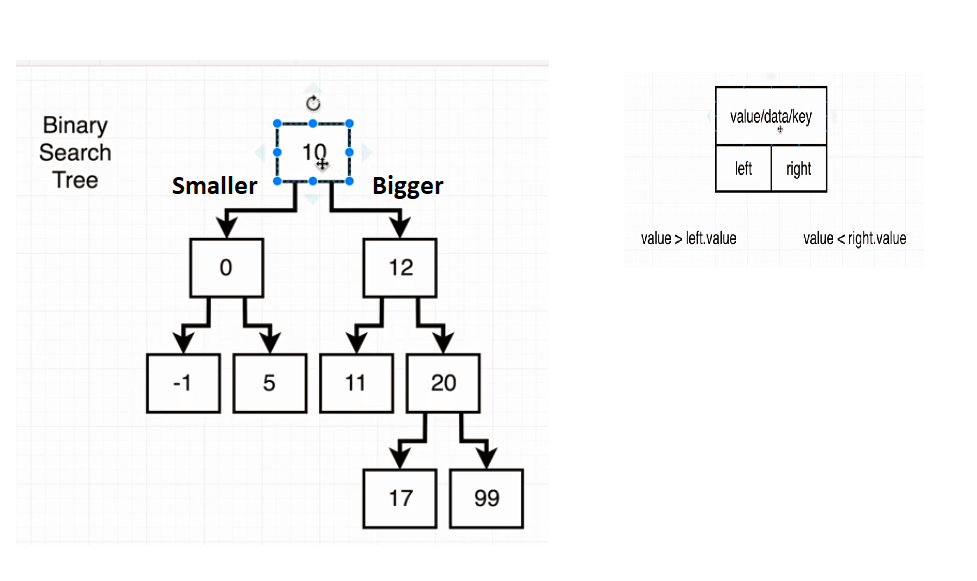 Binary
Search
Tree
10
Smaller
Bigger
0
12
-1
5
11
20
17
99
value/data/key
left
right
value > left.value
value < right.value